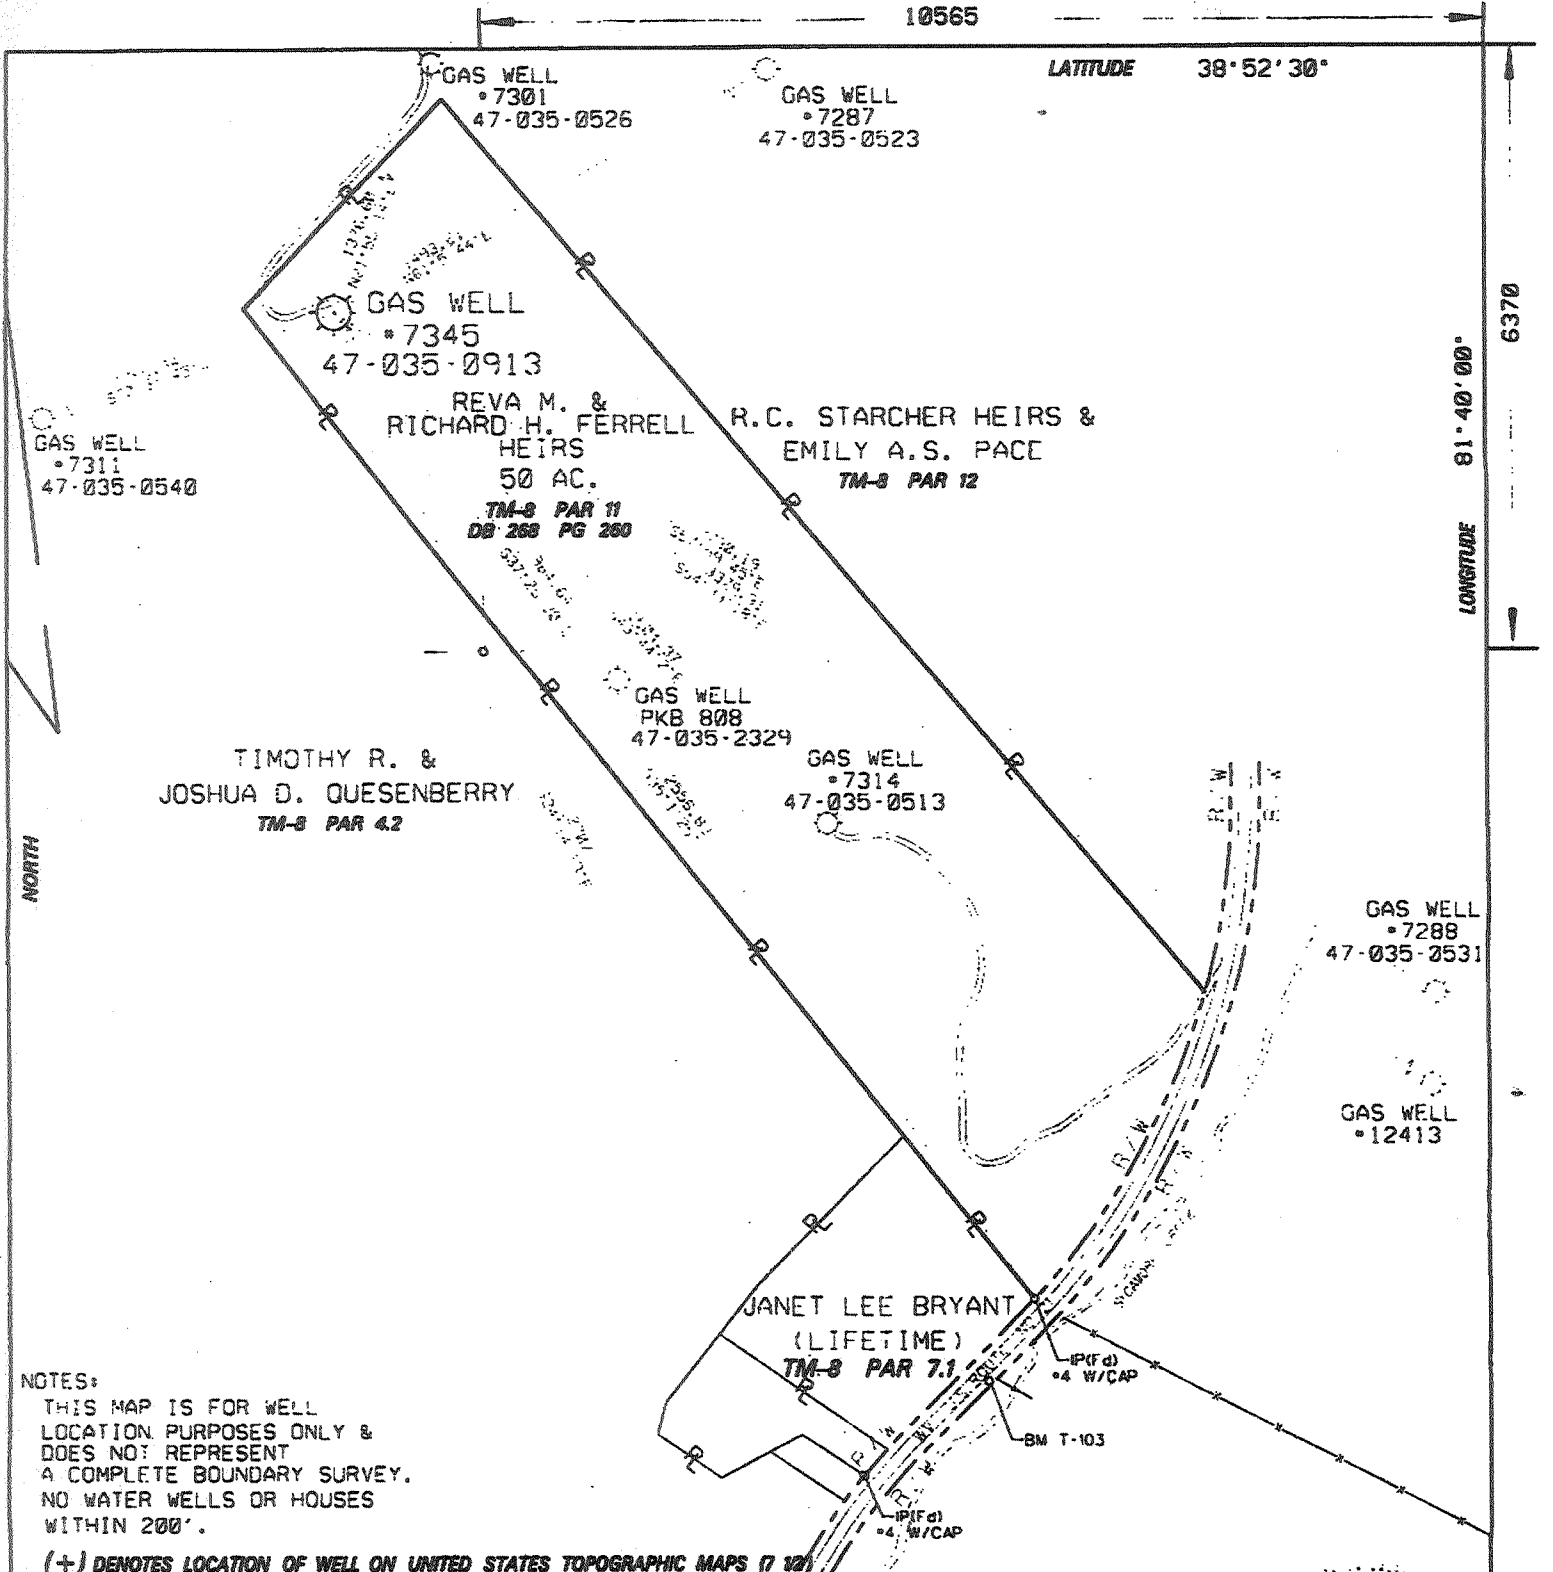 10565
LATITUDE 38°52'30"
GAS WELL
#7301
47-035-0526
GAS WELL
#7287
47-035-0523
6370
81°40'00"
LONGITUDE
GAS WELL
#7345
47-035-0913
REVA M. &
RICHARD H. FERRELL
HEIRS
50 AC.
TM-8 PAR 11
DB 268 PG 260
R.C. STARCHER HEIRS &
EMILY A.S. PACE
TM-8 PAR 12
GAS WELL
#7311
47-035-0540
GAS WELL
PKB 808
47-035-2329
TIMOTHY R. &
JOSHUA D. QUESENBERRY
TM-8 PAR 4.2
GAS WELL
#7314
47-035-0513
NORTH
R/W
R/W
GAS WELL
#7288
47-035-0531
GAS WELL
#12413
R/W
R/W
JANET LEE BRYANT
(LIFETIME)
TM-8 PAR 7.1
IP(Fd)
#4 W/CAP
BM T-103
R/W
R/W
IP(Fd)
#4 W/CAP
NOTES:
THIS MAP IS FOR WELL
LOCATION PURPOSES ONLY &
DOES NOT REPRESENT
A COMPLETE BOUNDARY SURVEY.
NO WATER WELLS OR HOUSES
WITHIN 200'.
(+) DENOTES LOCATION OF WELL ON UNITED STATES TOPOGRAPHIC MAPS